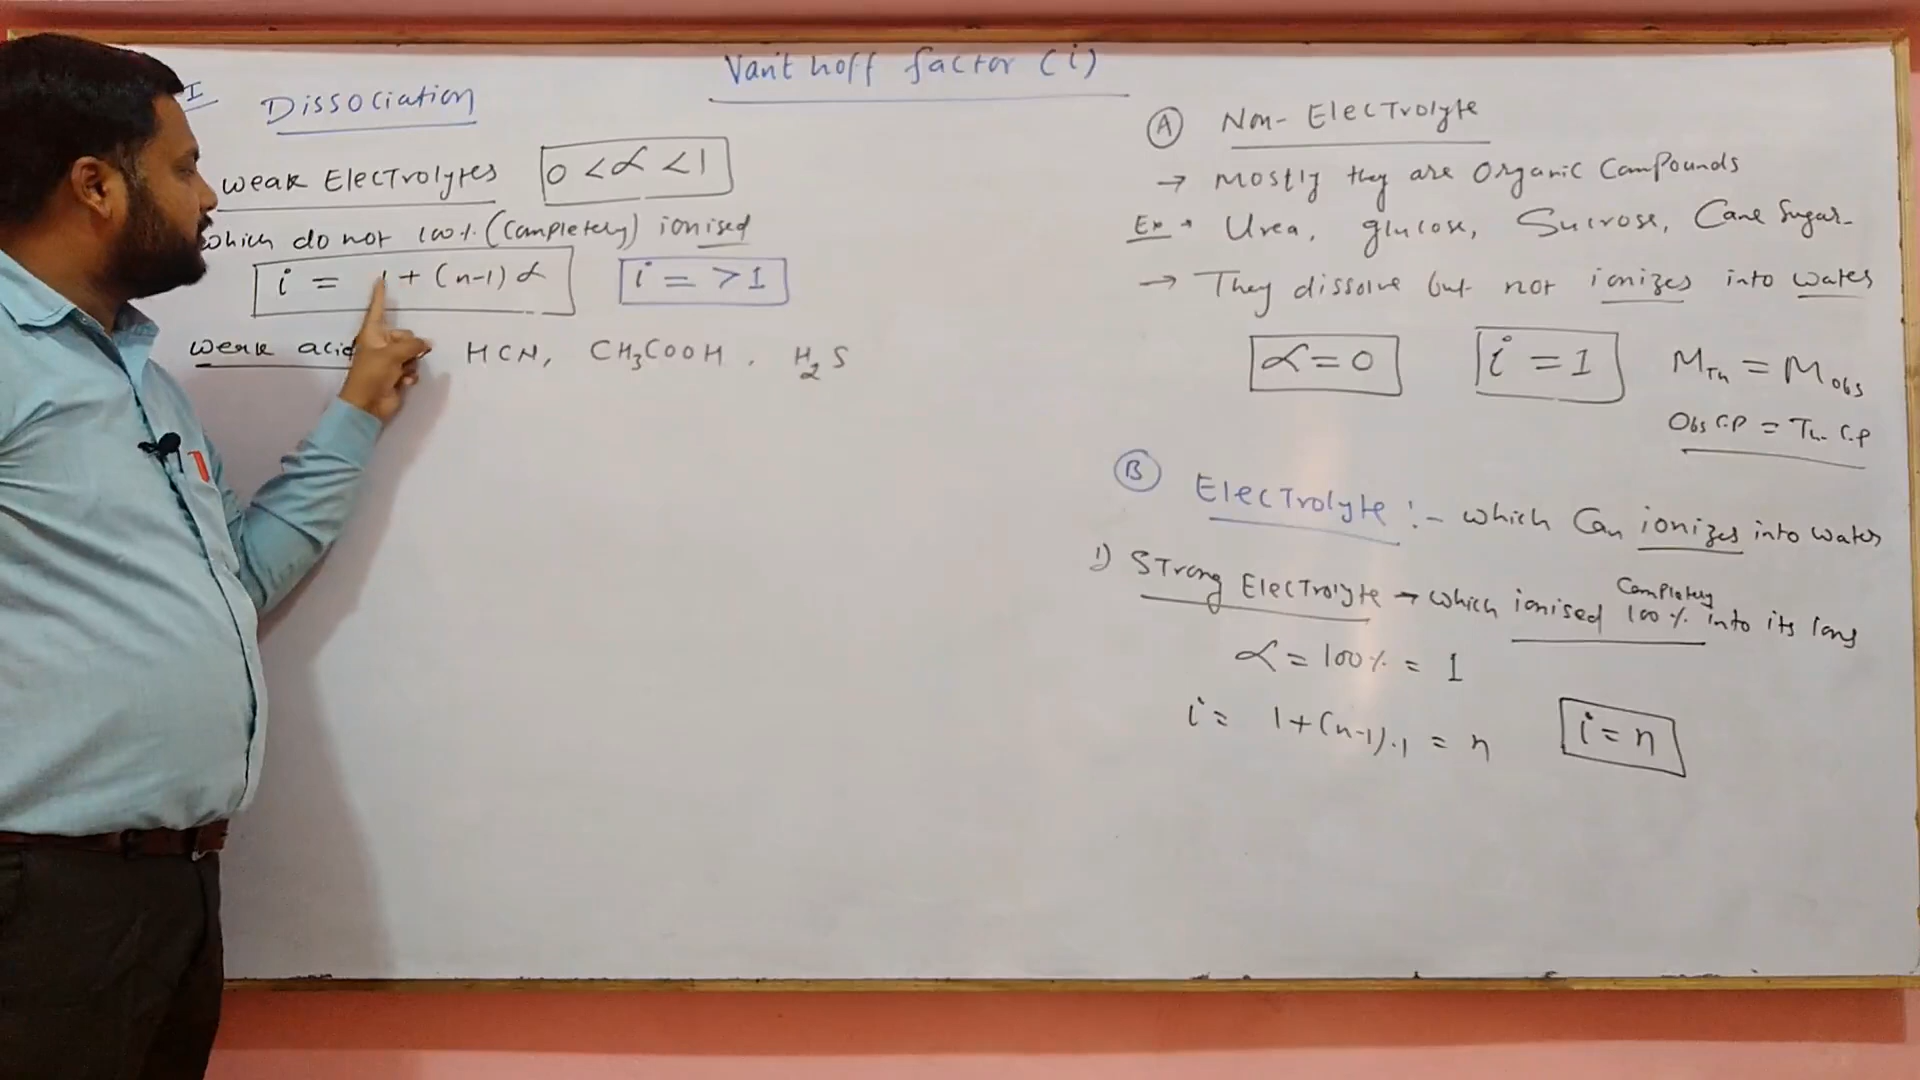 Van't hoff factor (i)
I Dissociation
weak Electrolytes 0 < α < 1
which do not 100% (Completely) ionised
i = 1 + (n-1) α i = > 1
weak acid HCN, CH₃COOH, H₂S
Ⓐ Non-Electrolyte
→ mostly they are organic Compounds
Ex → Urea, glucose, Sucrose, Cane Sugar-
→ They dissolve but not ionizes into water
α = 0 i = 1 M_Th = M_obs
Obs C.P = Th. C.P
Ⓑ Electrolyte :- which Can ionizes into water
1) Strong Electrolyte → which ionised Completely 100% into its ions
α = 100% = 1
i = 1+(n-1).1 = n i = n